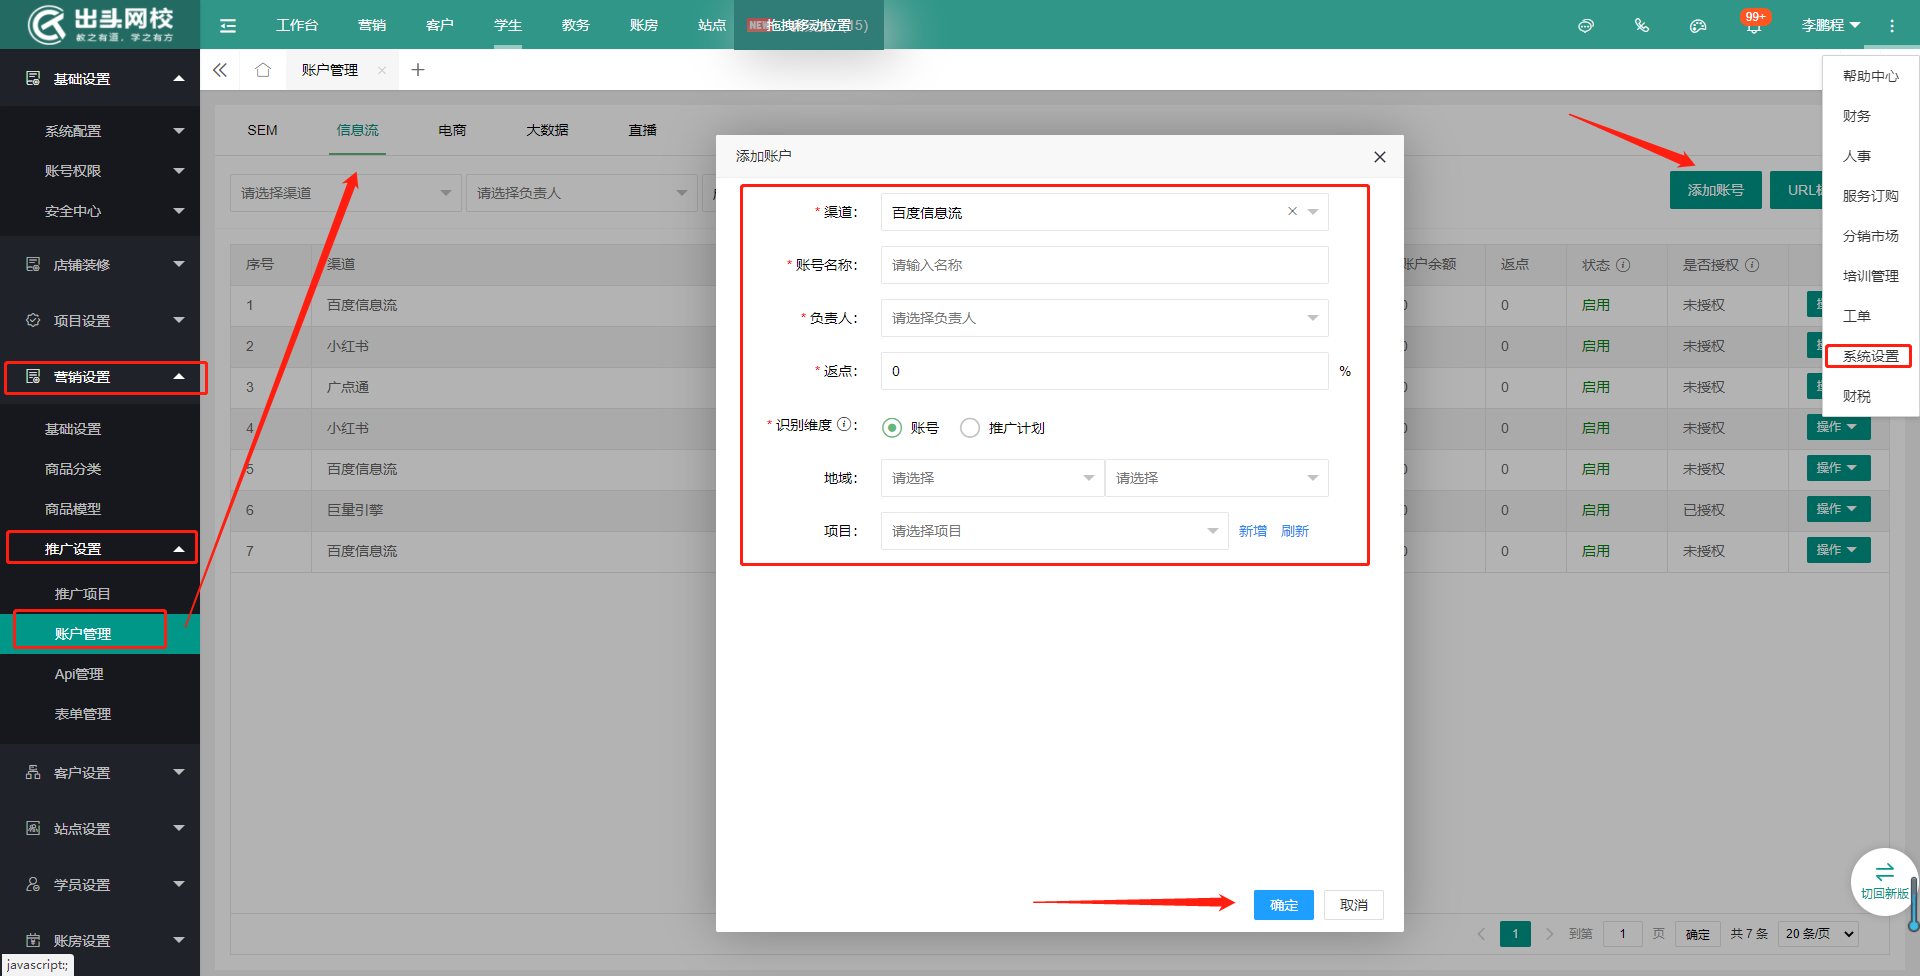 出头网校
教之有道，学之有方
工作台
营销
客户
学生
教务
账房
站点
拖拽移动位置
99+
李鹏程
账户管理
基础设置
系统配置
账号权限
安全中心
店铺装修
项目设置
营销设置
基础设置
商品分类
商品模型
推广设置
推广项目
账户管理
Api管理
表单管理
客户设置
站点设置
学员设置
账房设置
javascript:;
SEM
信息流
电商
大数据
直播
请选择渠道
请选择负责人
添加账号
URL
序号
渠道
账户余额
返点
状态
是否授权
1
百度信息流
0
启用
未授权
2
小红书
0
启用
未授权
3
广点通
0
启用
未授权
4
小红书
0
启用
未授权
操作
5
百度信息流
0
启用
未授权
操作
6
巨量引擎
0
启用
已授权
操作
7
百度信息流
0
启用
未授权
操作
添加账户
*渠道：
百度信息流
*账号名称：
请输入名称
*负责人：
请选择负责人
*返点：
0
%
*识别维度：
账号
推广计划
地域：
请选择
请选择
项目：
请选择项目
新增
刷新
确定
取消
帮助中心
财务
人事
服务订购
分销市场
培训管理
工单
系统设置
财税
切回新版
1
到第
1
页
确定
共 7 条
20 条/页